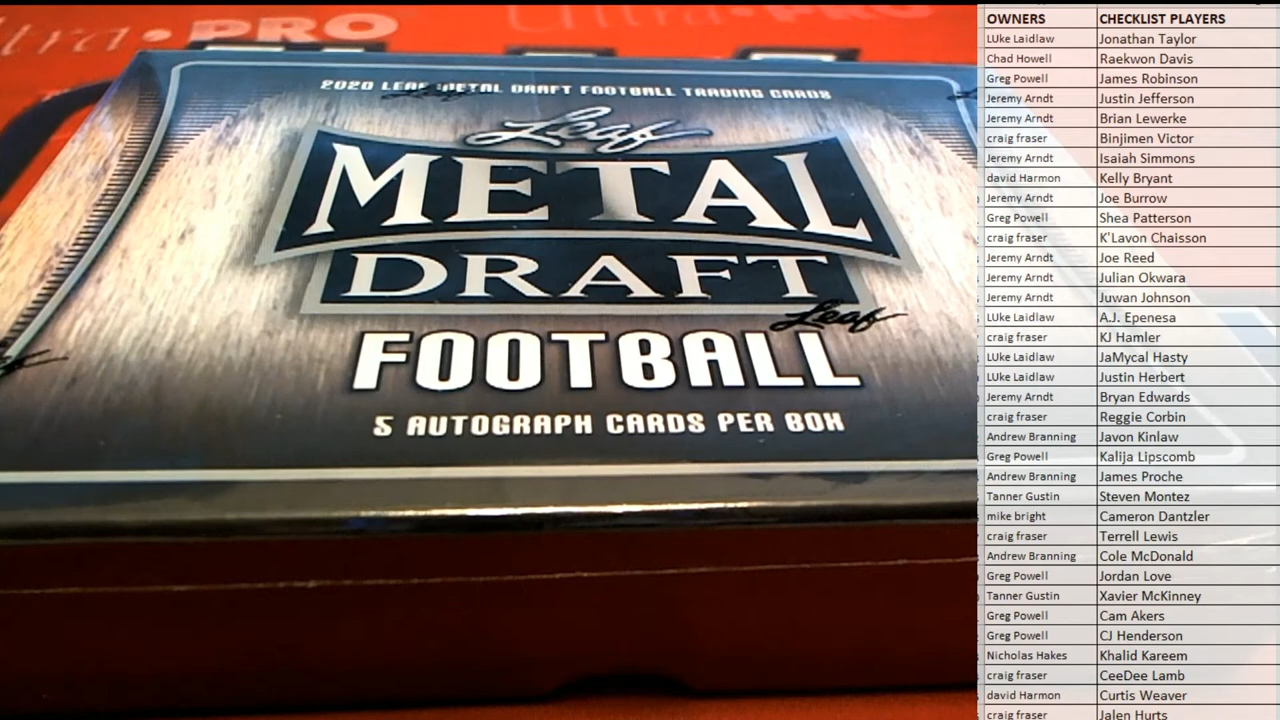 ultra·PRO
Ultra·PRO
2020 LEAF METAL DRAFT FOOTBALL TRADING CARDS
Leaf
METAL
DRAFT
Leaf
FOOTBALL
5 AUTOGRAPH CARDS PER BOX
OWNERS CHECKLIST PLAYERS
LUke Laidlaw Jonathan Taylor
Chad Howell Raekwon Davis
Greg Powell James Robinson
Jeremy Arndt Justin Jefferson
Jeremy Arndt Brian Lewerke
craig fraser Binjimen Victor
Jeremy Arndt Isaiah Simmons
david Harmon Kelly Bryant
Jeremy Arndt Joe Burrow
Greg Powell Shea Patterson
craig fraser K'Lavon Chaisson
Jeremy Arndt Joe Reed
Jeremy Arndt Julian Okwara
Jeremy Arndt Juwan Johnson
LUke Laidlaw A.J. Epenesa
craig fraser KJ Hamler
LUke Laidlaw JaMycal Hasty
LUke Laidlaw Justin Herbert
Jeremy Arndt Bryan Edwards
craig fraser Reggie Corbin
Andrew Branning Javon Kinlaw
Greg Powell Kalija Lipscomb
Andrew Branning James Proche
Tanner Gustin Steven Montez
mike bright Cameron Dantzler
craig fraser Terrell Lewis
Andrew Branning Cole McDonald
Greg Powell Jordan Love
Tanner Gustin Xavier McKinney
Greg Powell Cam Akers
Greg Powell CJ Henderson
Nicholas Hakes Khalid Kareem
craig fraser CeeDee Lamb
david Harmon Curtis Weaver
craig fraser Jalen Hurts